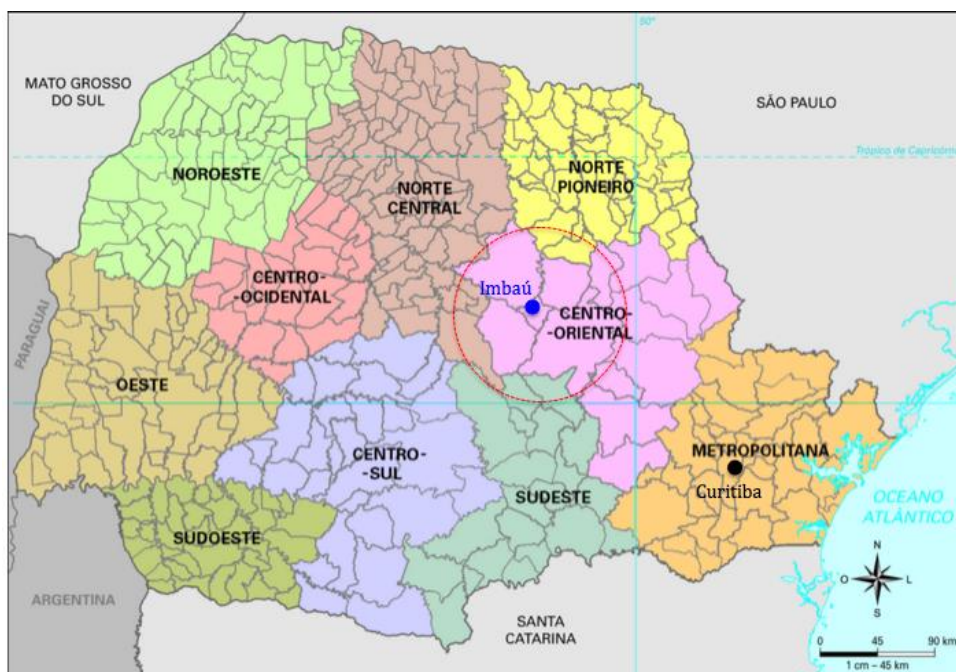 50°
MATO GROSSO
DO SUL
SÃO PAULO
Trópico de Capricórnio
NOROESTE
NORTE
CENTRAL
NORTE
PIONEIRO
CENTRO-
-OCIDENTAL
Imbaú
CENTRO-
-ORIENTAL
PARAGUAI
OESTE
CENTRO-
-SUL
METROPOLITANA
Curitiba
SUDESTE
OCEANO
ATLÂNTICO
SUDOESTE
ARGENTINA
SANTA
CATARINA
N
O
L
S
0
45
90 km
1 cm – 45 km